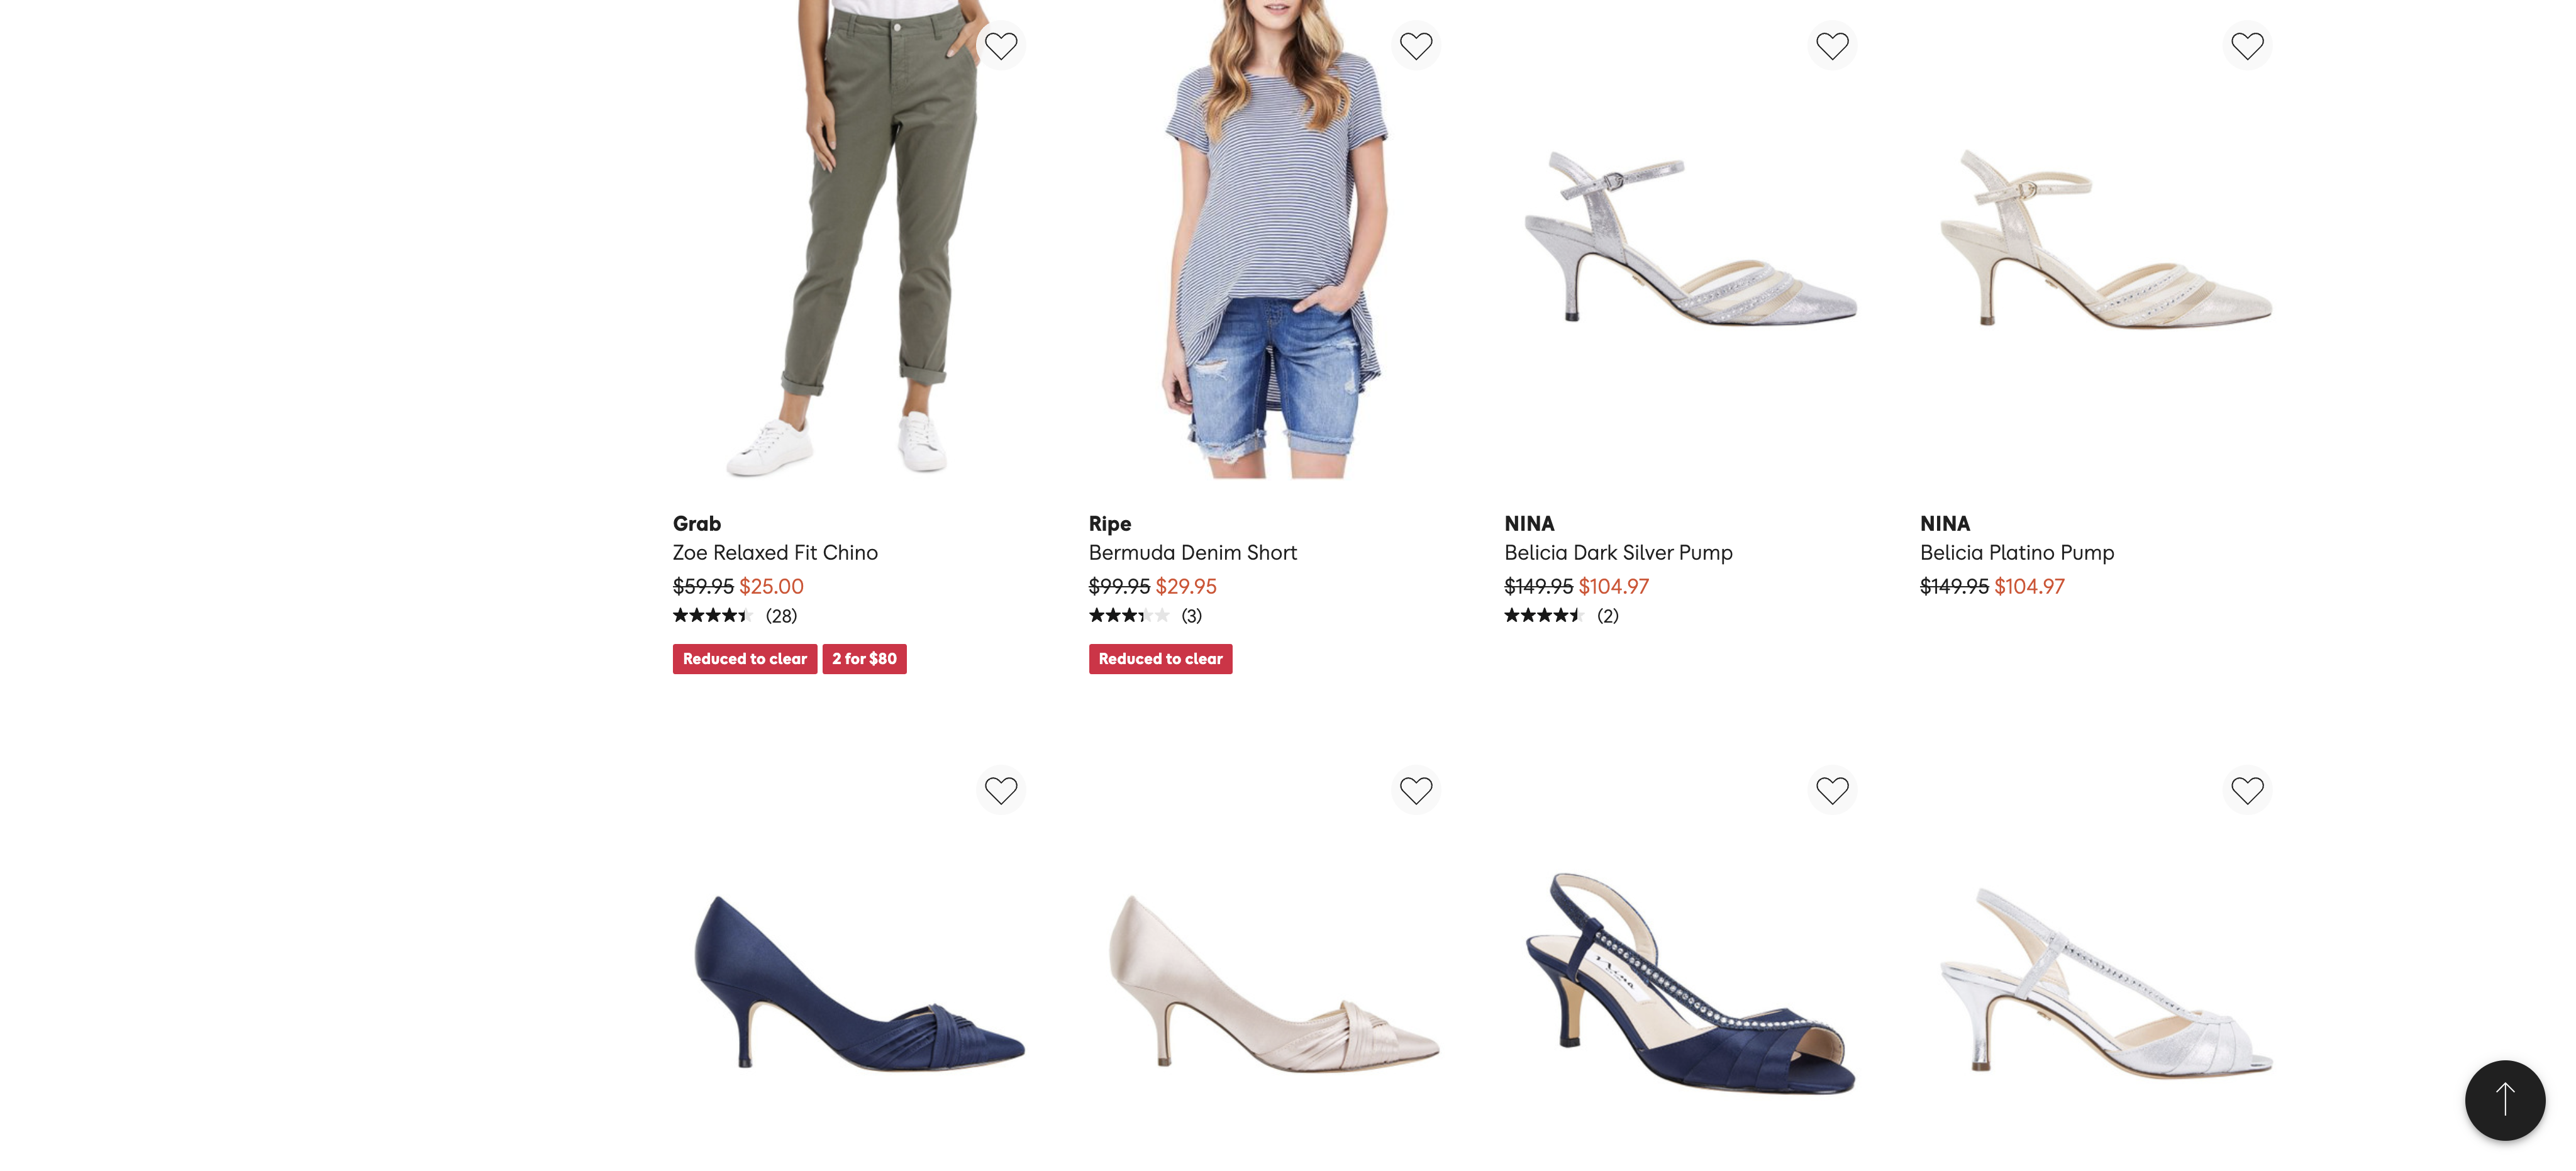 Grab
Zoe Relaxed Fit Chino
$59.95 $25.00
(28)
Reduced to clear 2 for $80
Ripe
Bermuda Denim Short
$99.95 $29.95
(3)
Reduced to clear
NINA
Belicia Dark Silver Pump
$149.95 $104.97
(2)
NINA
Belicia Platino Pump
$149.95 $104.97